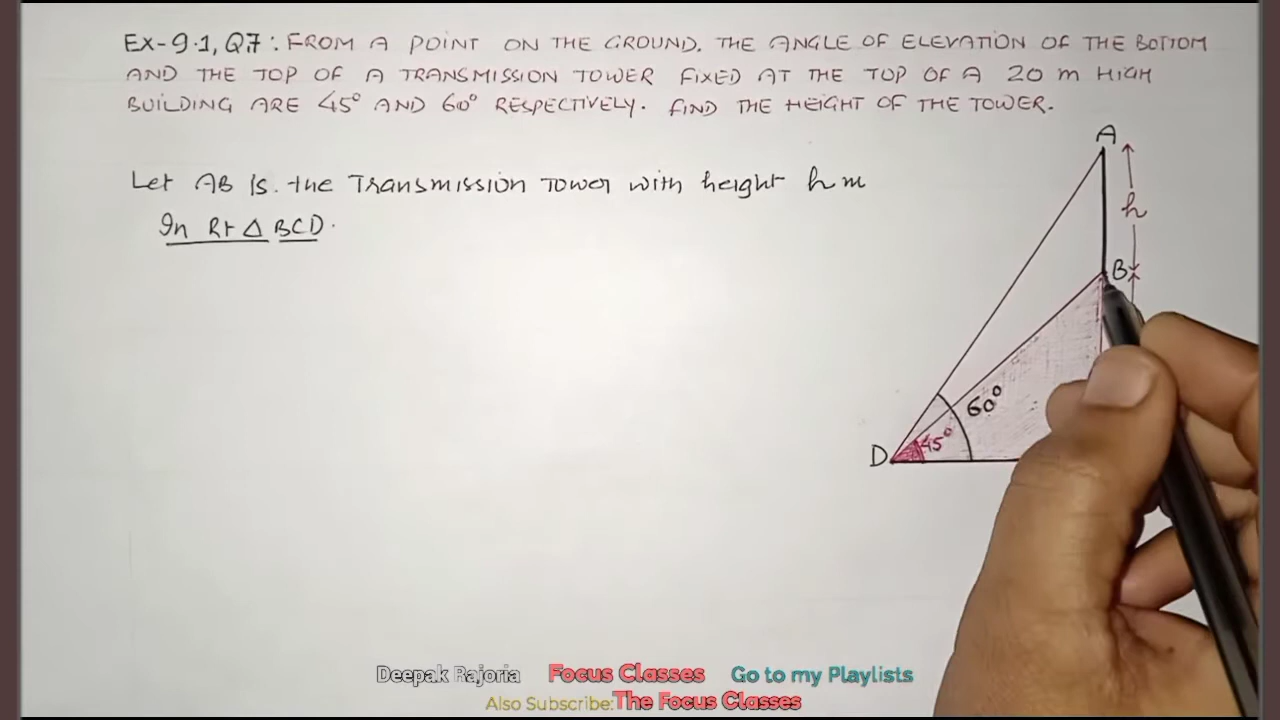 Ex-9.1, Q7: FROM A POINT ON THE GROUND. THE ANGLE OF ELEVATION OF THE BOTTOM
AND THE TOP OF A TRANSMISSION TOWER FIXED AT THE TOP OF A 20 m HIGH
BUILDING ARE 45° AND 60° RESPECTIVELY. FIND THE HEIGHT OF THE TOWER.
Let AB is. the Transmission Tower with height h m
In Rt △ BCD.
A
h
B
60°
45°
D
Deepak Rajoria Focus Classes Go to my Playlists
Also Subscribe:The Focus Classes